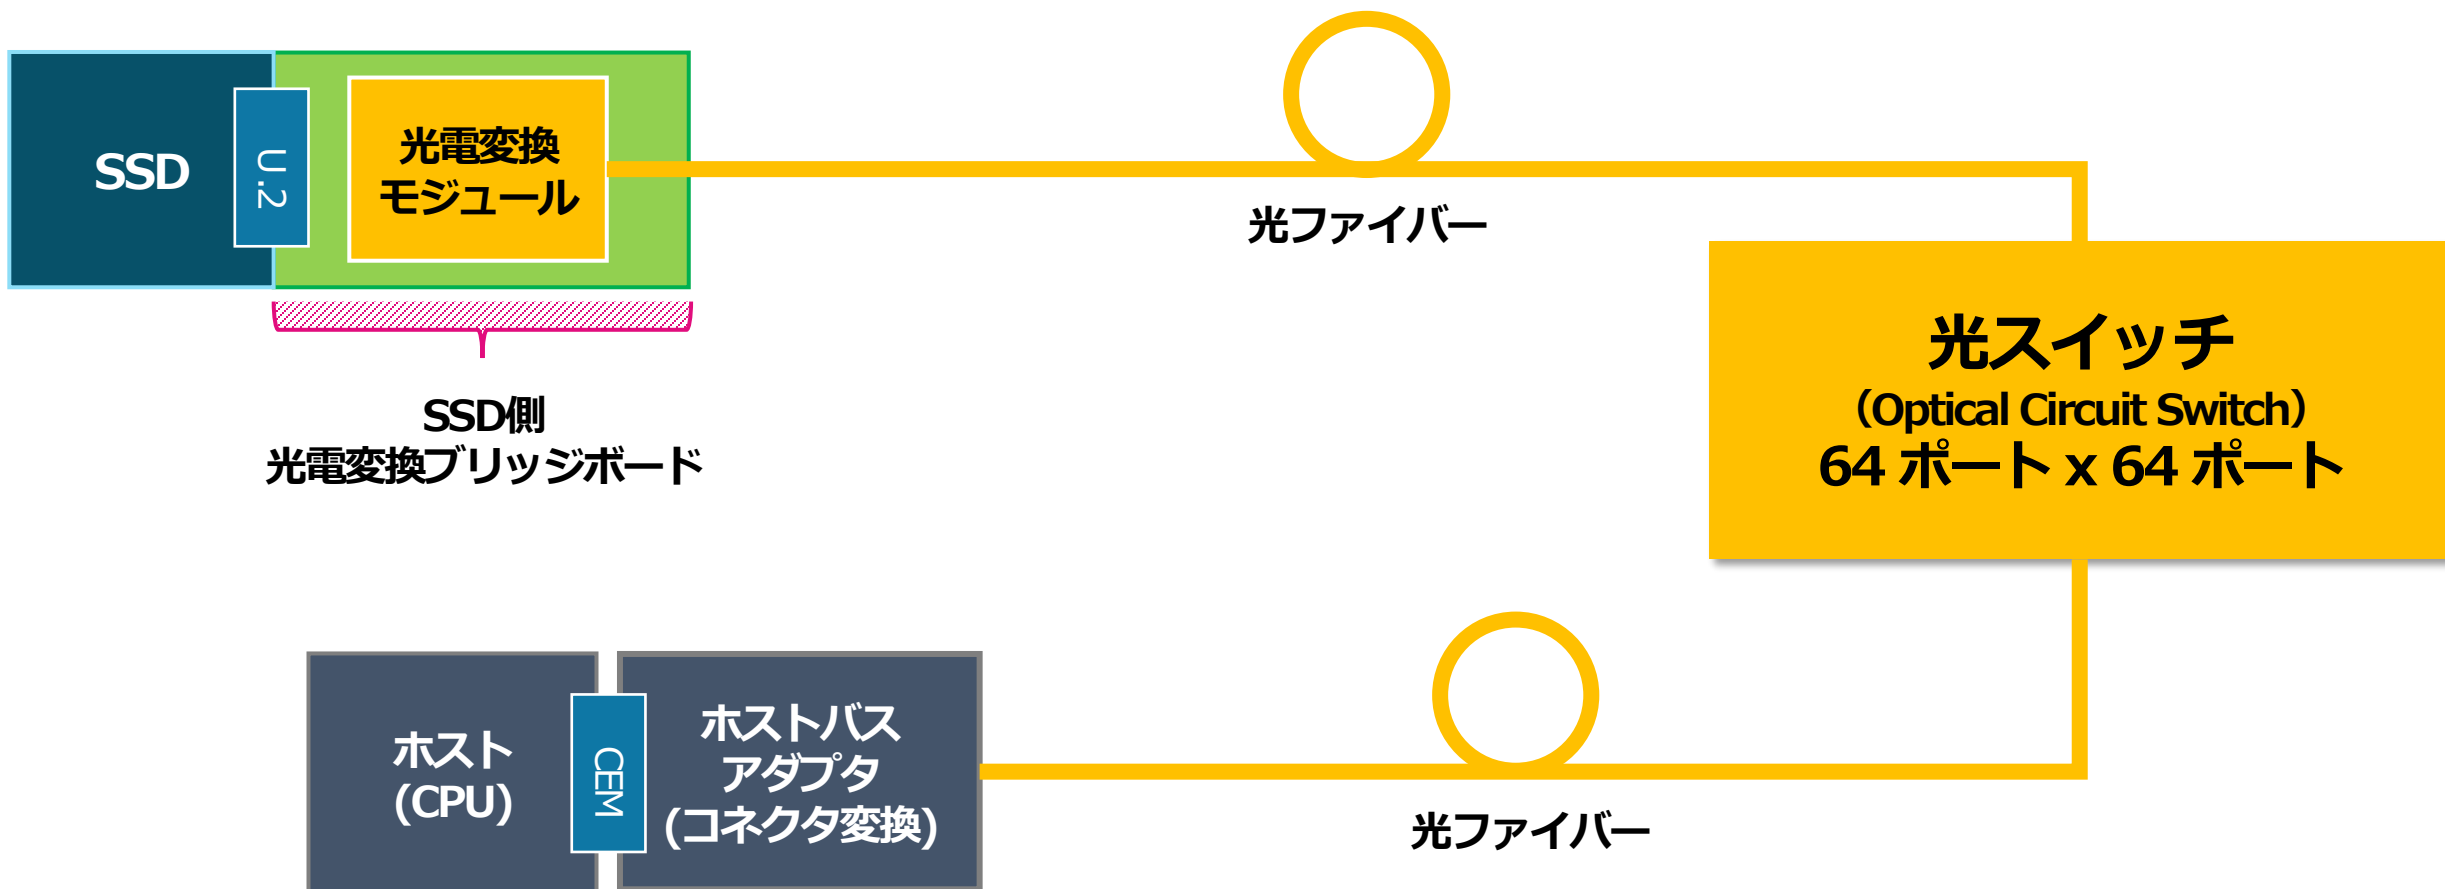 SSD
U.2
光電変換
モジュール
光ファイバー
SSD側
光電変換ブリッジボード
光スイッチ
（Optical Circuit Switch）
64 ポート x 64 ポート
ホスト
(CPU)
CEM
ホストバス
アダプタ
(コネクタ変換)
光ファイバー